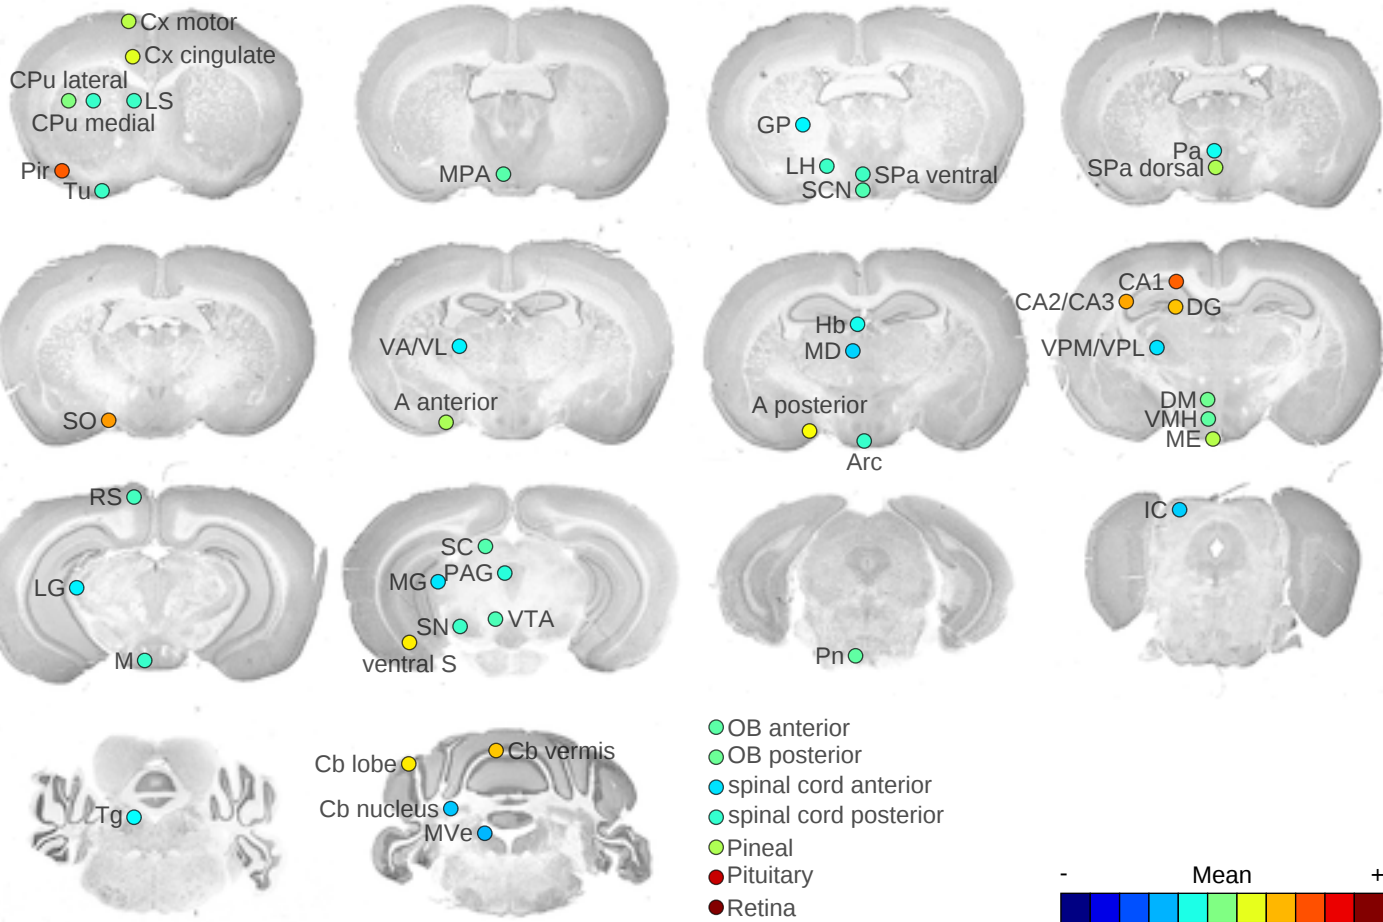 Cx motor
Cx cingulate
CPu lateral
LS
CPu medial
Pir
Tu
MPA
GP
LH
SPa ventral
SCN
Pa
SPa dorsal
SO
VA/VL
A anterior
Hb
MD
A posterior
Arc
CA1
CA2/CA3
DG
VPM/VPL
DM
VMH
ME
RS
LG
M
SC
PAG
MG
VTA
SN
ventral S
Pn
IC
Tg
Cb vermis
Cb lobe
Cb nucleus
MVe
OB anterior
OB posterior
spinal cord anterior
spinal cord posterior
Pineal
Pituitary
Retina
- Mean +